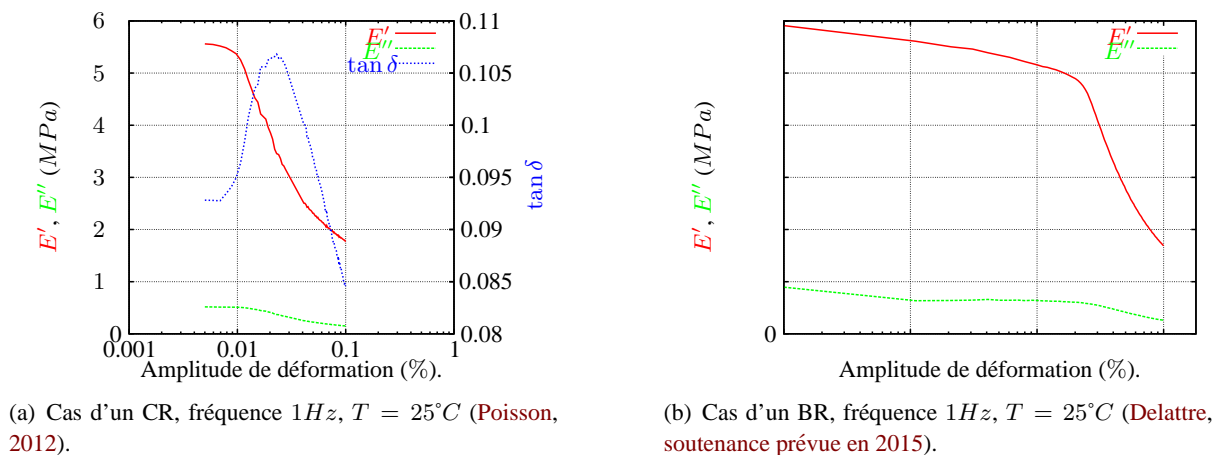 6
5
4
3
2
1
0
E′, E′′ (MPa)
E′
E′′
tan δ
0.11
0.105
0.1
0.095
0.09
0.085
0.08
tan δ
0.001
0.01
0.1
1
Amplitude de déformation (%).
(a) Cas d'un CR, fréquence 1Hz, T = 25°C (Poisson,
2012).
E′, E′′ (MPa)
E′
E′′
0
Amplitude de déformation (%).
(b) Cas d'un BR, fréquence 1Hz, T = 25°C (Delattre,
soutenance prévue en 2015).